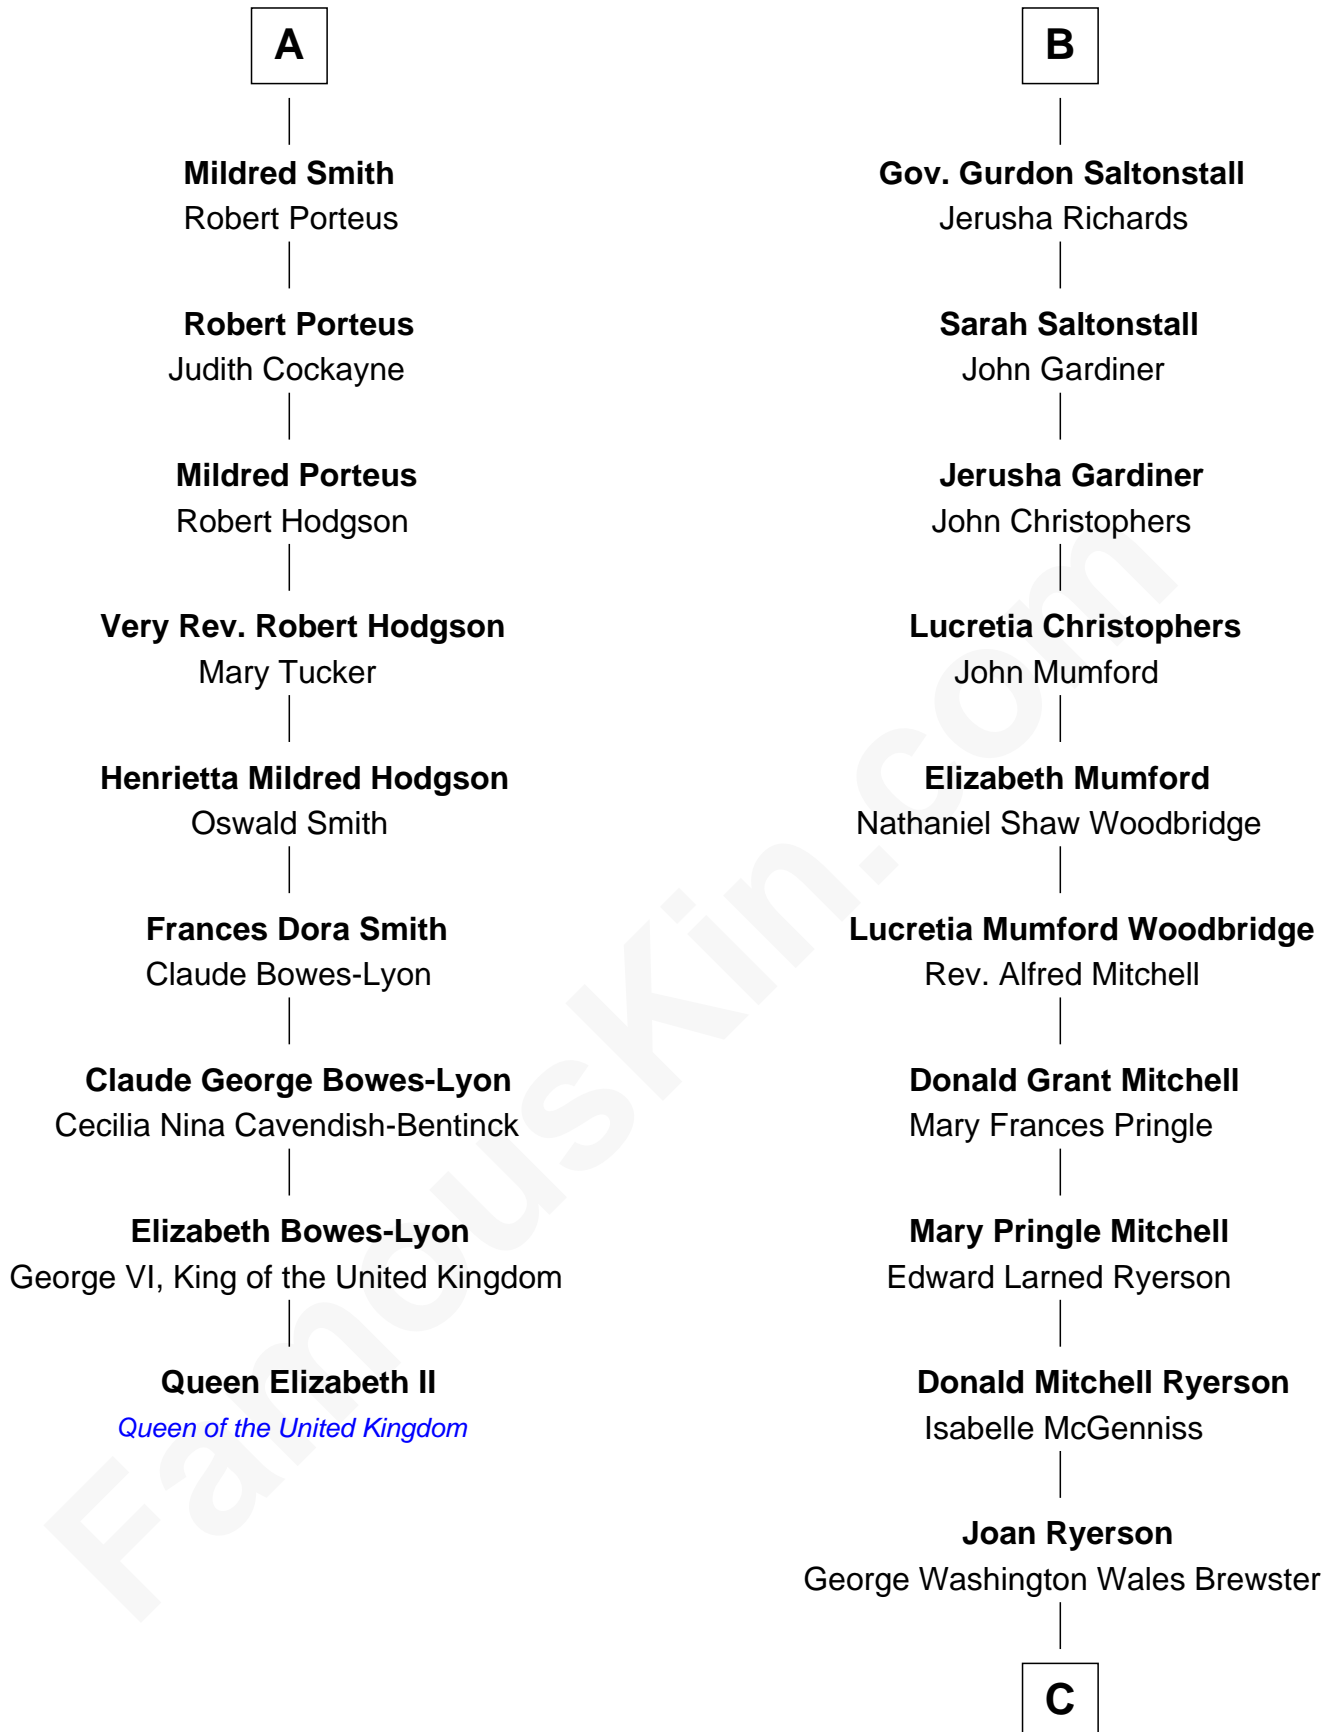 A
Mildred Smith
Robert Porteus
Robert Porteus
Judith Cockayne
Mildred Porteus
Robert Hodgson
Very Rev. Robert Hodgson
Mary Tucker
Henrietta Mildred Hodgson
Oswald Smith
Frances Dora Smith
Claude Bowes-Lyon
Claude George Bowes-Lyon
Cecilia Nina Cavendish-Bentinck
Elizabeth Bowes-Lyon
George VI, King of the United Kingdom
Queen Elizabeth II
Queen of the United Kingdom
B
Gov. Gurdon Saltonstall
Jerusha Richards
Sarah Saltonstall
John Gardiner
Jerusha Gardiner
John Christophers
Lucretia Christophers
John Mumford
Elizabeth Mumford
Nathaniel Shaw Woodbridge
Lucretia Mumford Woodbridge
Rev. Alfred Mitchell
Donald Grant Mitchell
Mary Frances Pringle
Mary Pringle Mitchell
Edward Larned Ryerson
Donald Mitchell Ryerson
Isabelle McGenniss
Joan Ryerson
George Washington Wales Brewster
C
FamousKin.com